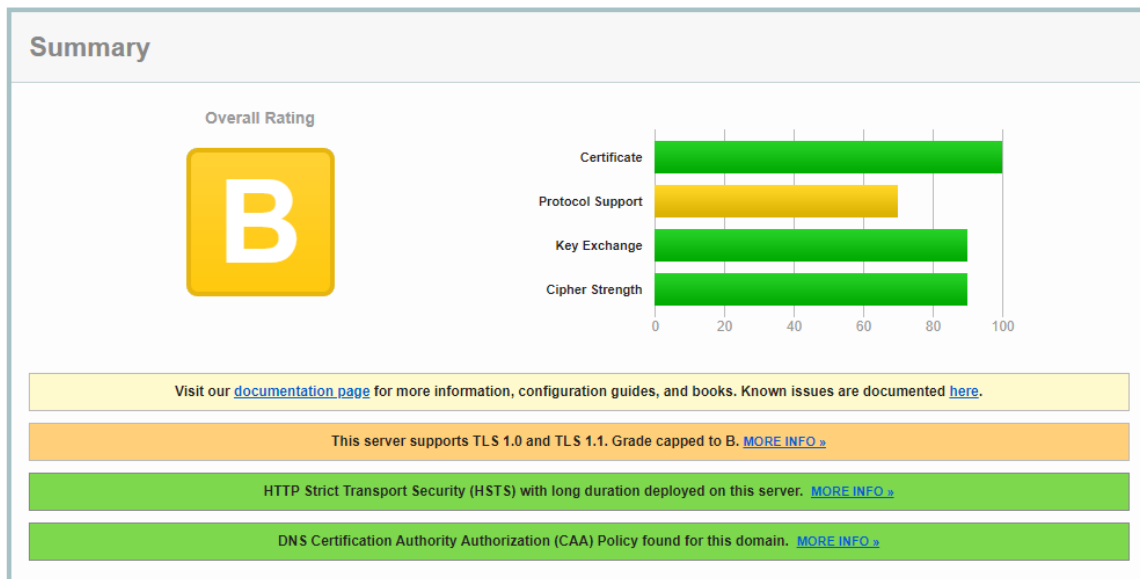 Summary
Overall Rating
B
Certificate
Protocol Support
Key Exchange
Cipher Strength
0 20 40 60 80 100
Visit our documentation page for more information, configuration guides, and books. Known issues are documented here.
This server supports TLS 1.0 and TLS 1.1. Grade capped to B. MORE INFO »
HTTP Strict Transport Security (HSTS) with long duration deployed on this server. MORE INFO »
DNS Certification Authority Authorization (CAA) Policy found for this domain. MORE INFO »